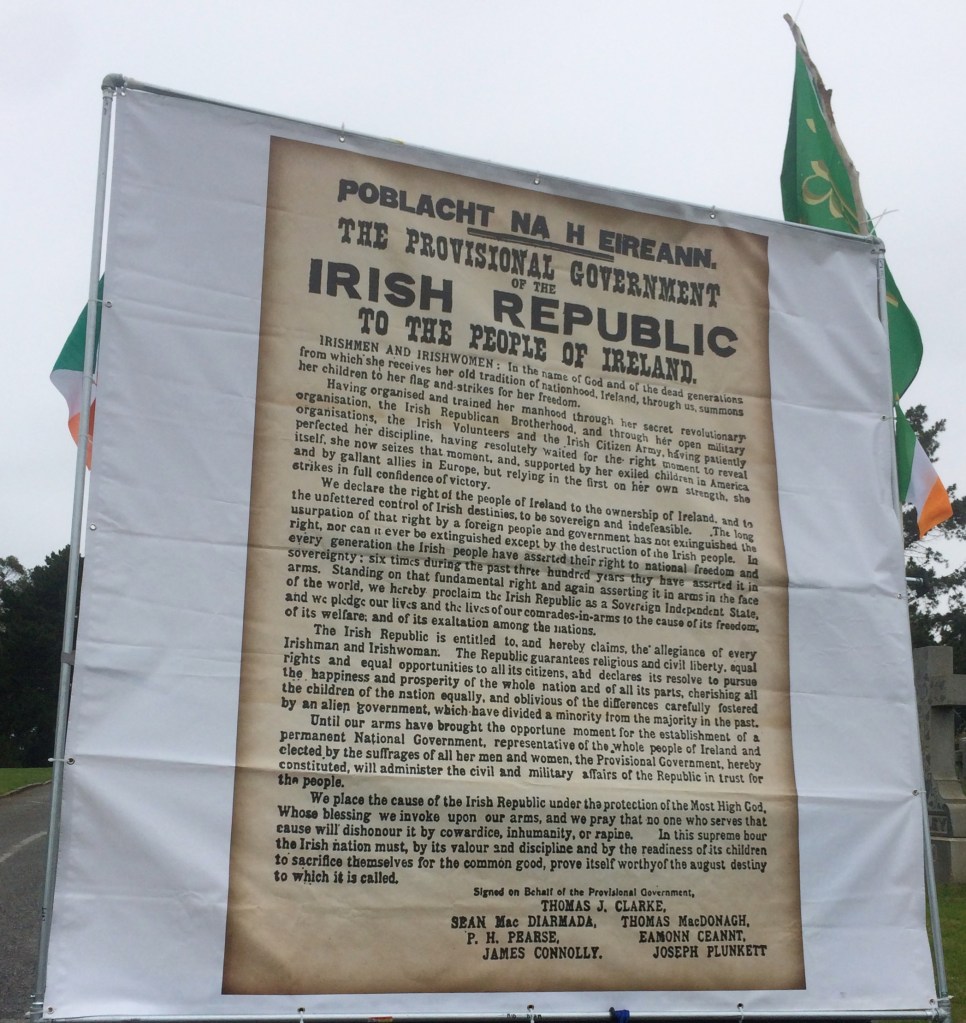 POBLACHT NA H EIREANN.
THE PROVISIONAL GOVERNMENT
OF THE
IRISH REPUBLIC
TO THE PEOPLE OF IRELAND.
IRISHMEN AND IRISHWOMEN: In the name of God and of the dead generations
from which she receives her old tradition of nationhood, Ireland, through us, summons
her children to her flag and strikes for her freedom.
Having organised and trained her manhood through her secret revolutionary
organisation, the Irish Republican Brotherhood, and through her open military
organisations, the Irish Volunteers and the Irish Citizen Army, having patiently
perfected her discipline, having resolutely waited for the right moment to reveal
itself, she now seizes that moment, and, supported by her exiled children in America
and by gallant allies in Europe, but relying in the first on her own strength, she
strikes in full confidence of victory.
We declare the right of the people of Ireland to the ownership of Ireland, and to
the unfettered control of Irish destinies, to be sovereign and indefeasible. The long
usurpation of that right by a foreign people and government has not extinguished the
right, nor can it ever be extinguished except by the destruction of the Irish people. In
every generation the Irish people have asserted their right to national freedom and
sovereignty; six times during the past three hundred years they have asserted it in
arms. Standing on that fundamental right and again asserting it in arms in the face
of the world, we hereby proclaim the Irish Republic as a Sovereign Independent State,
and we pledge our lives and the lives of our comrades-in-arms to the cause of its freedom,
of its welfare, and of its exaltation among the nations.
The Irish Republic is entitled to, and hereby claims, the allegiance of every
Irishman and Irishwoman. The Republic guarantees religious and civil liberty, equal
rights and equal opportunities to all its citizens, and declares its resolve to pursue
the happiness and prosperity of the whole nation and of all its parts, cherishing all
the children of the nation equally, and oblivious of the differences carefully fostered
by an alien government, which have divided a minority from the majority in the past.
Until our arms have brought the opportune moment for the establishment of a
permanent National Government, representative of the whole people of Ireland and
elected by the suffrages of all her men and women, the Provisional Government, hereby
constituted, will administer the civil and military affairs of the Republic in trust for
the people.
We place the cause of the Irish Republic under the protection of the Most High God,
Whose blessing we invoke upon our arms, and we pray that no one who serves that
cause will dishonour it by cowardice, inhumanity, or rapine. In this supreme hour
the Irish nation must, by its valour and discipline and by the readiness of its children
to sacrifice themselves for the common good, prove itself worthy of the august destiny
to which it is called.
Signed on Behalf of the Provisional Government,
THOMAS J. CLARKE,
SEAN Mac DIARMADA, THOMAS MacDONAGH,
P. H. PEARSE, EAMONN CEANNT,
JAMES CONNOLLY. JOSEPH PLUNKETT